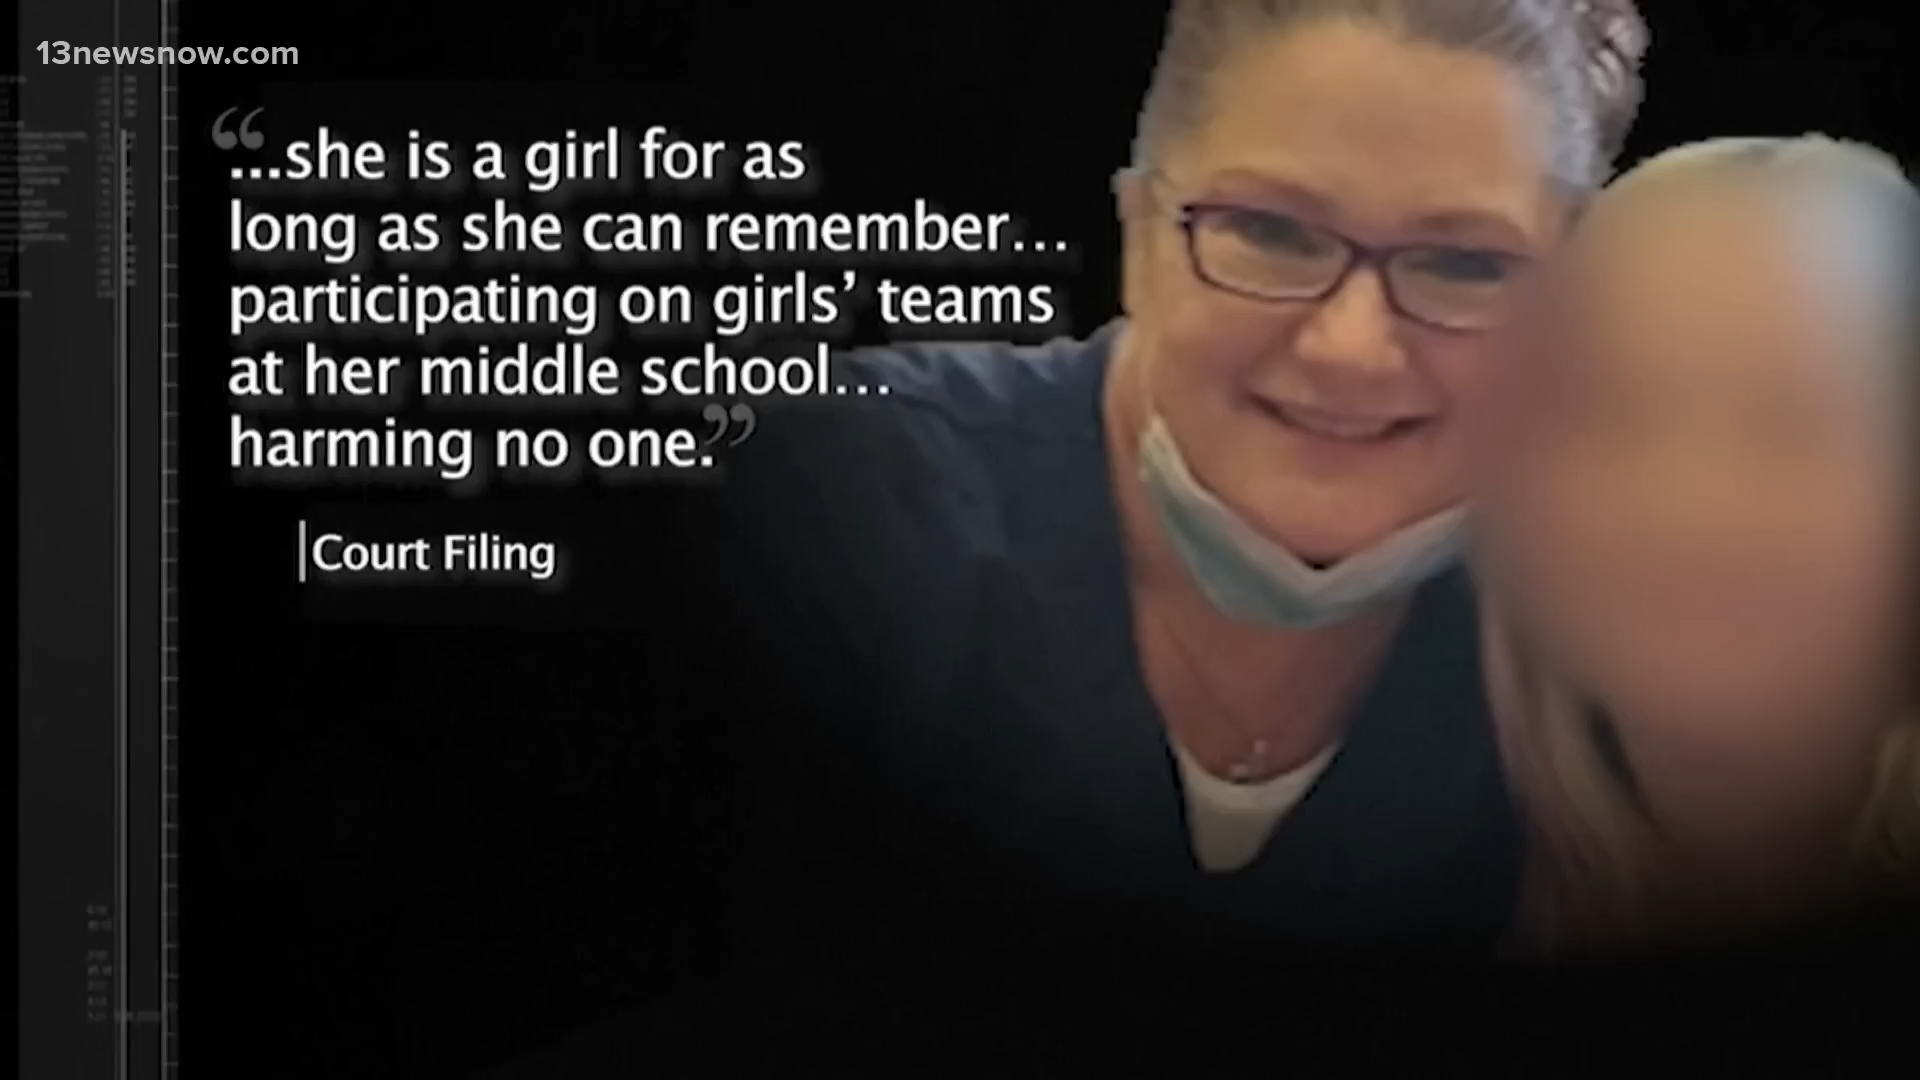 13newsnow.com
“...she is a girl for as
long as she can remember...
participating on girls’ teams
at her middle school...
harming no one.”
Court Filing